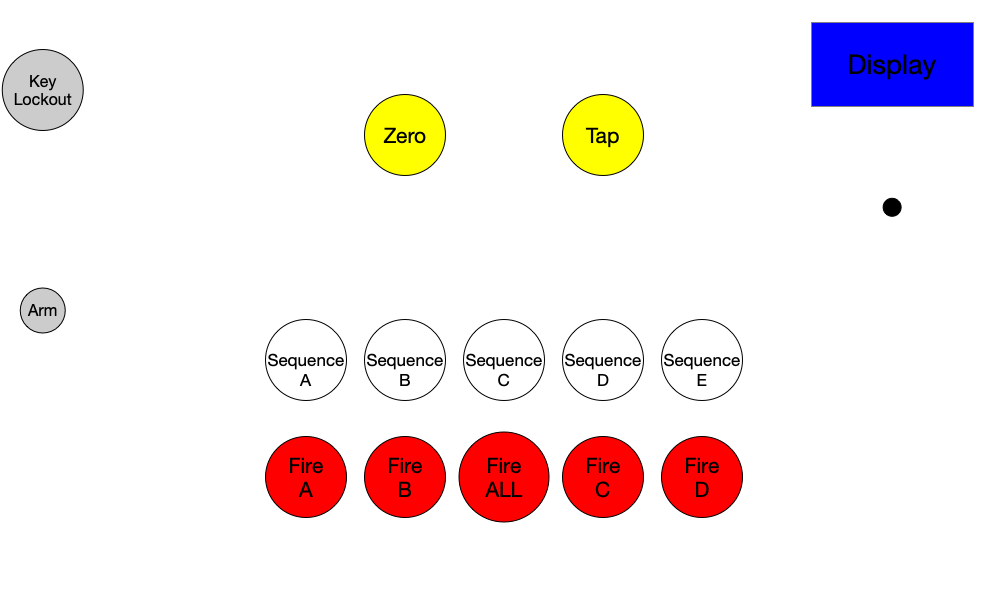 Key
Lockout
Zero
Tap
Display
Arm
Sequence
A
Sequence
B
Sequence
C
Sequence
D
Sequence
E
Fire
A
Fire
B
Fire
ALL
Fire
C
Fire
D